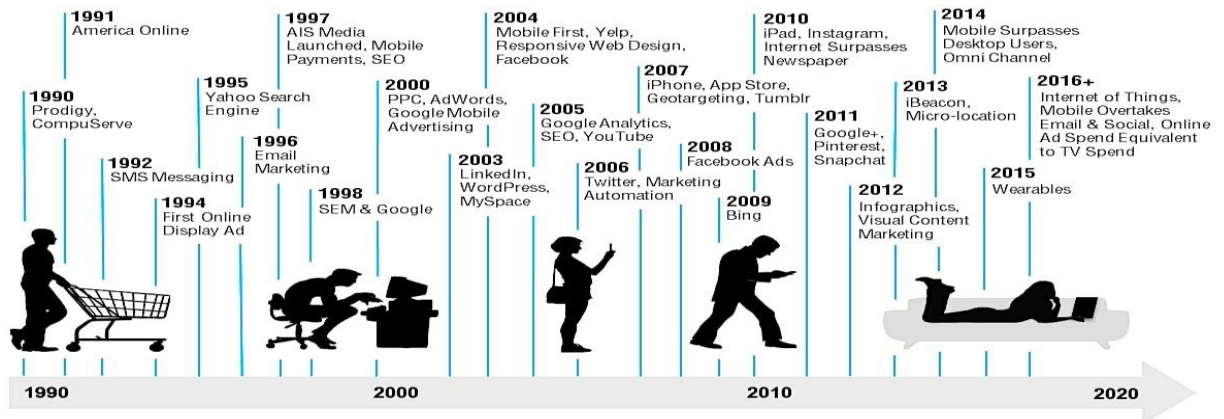 1990
Prodigy,
CompuServe
1991
America Online
1992
SMS Messaging
1994
First Online
Display Ad
1995
Yahoo Search
Engine
1996
Email
Marketing
1997
AIS Media
Launched, Mobile
Payments, SEO
1998
SEM & Google
2000
PPC, AdWords,
Google Mobile
Advertising
2003
LinkedIn,
WordPress,
MySpace
2004
Mobile First, Yelp,
Responsive Web Design,
Facebook
2005
Google Analytics,
SEO, YouTube
2006
Twitter, Marketing
Automation
2007
iPhone, App Store,
Geotargeting, Tumblr
2008
Facebook Ads
2009
Bing
2010
iPad, Instagram,
Internet Surpasses
Newspaper
2011
Google+,
Pinterest,
Snapchat
2012
Infographics,
Visual Content
Marketing
2013
iBeacon,
Micro-location
2014
Mobile Surpasses
Desktop Users,
Omni Channel
2015
Wearables
2016+
Internet of Things,
Mobile Overtakes
Email & Social, Online
Ad Spend Equivalent
to TV Spend
1990
2000
2010
2020